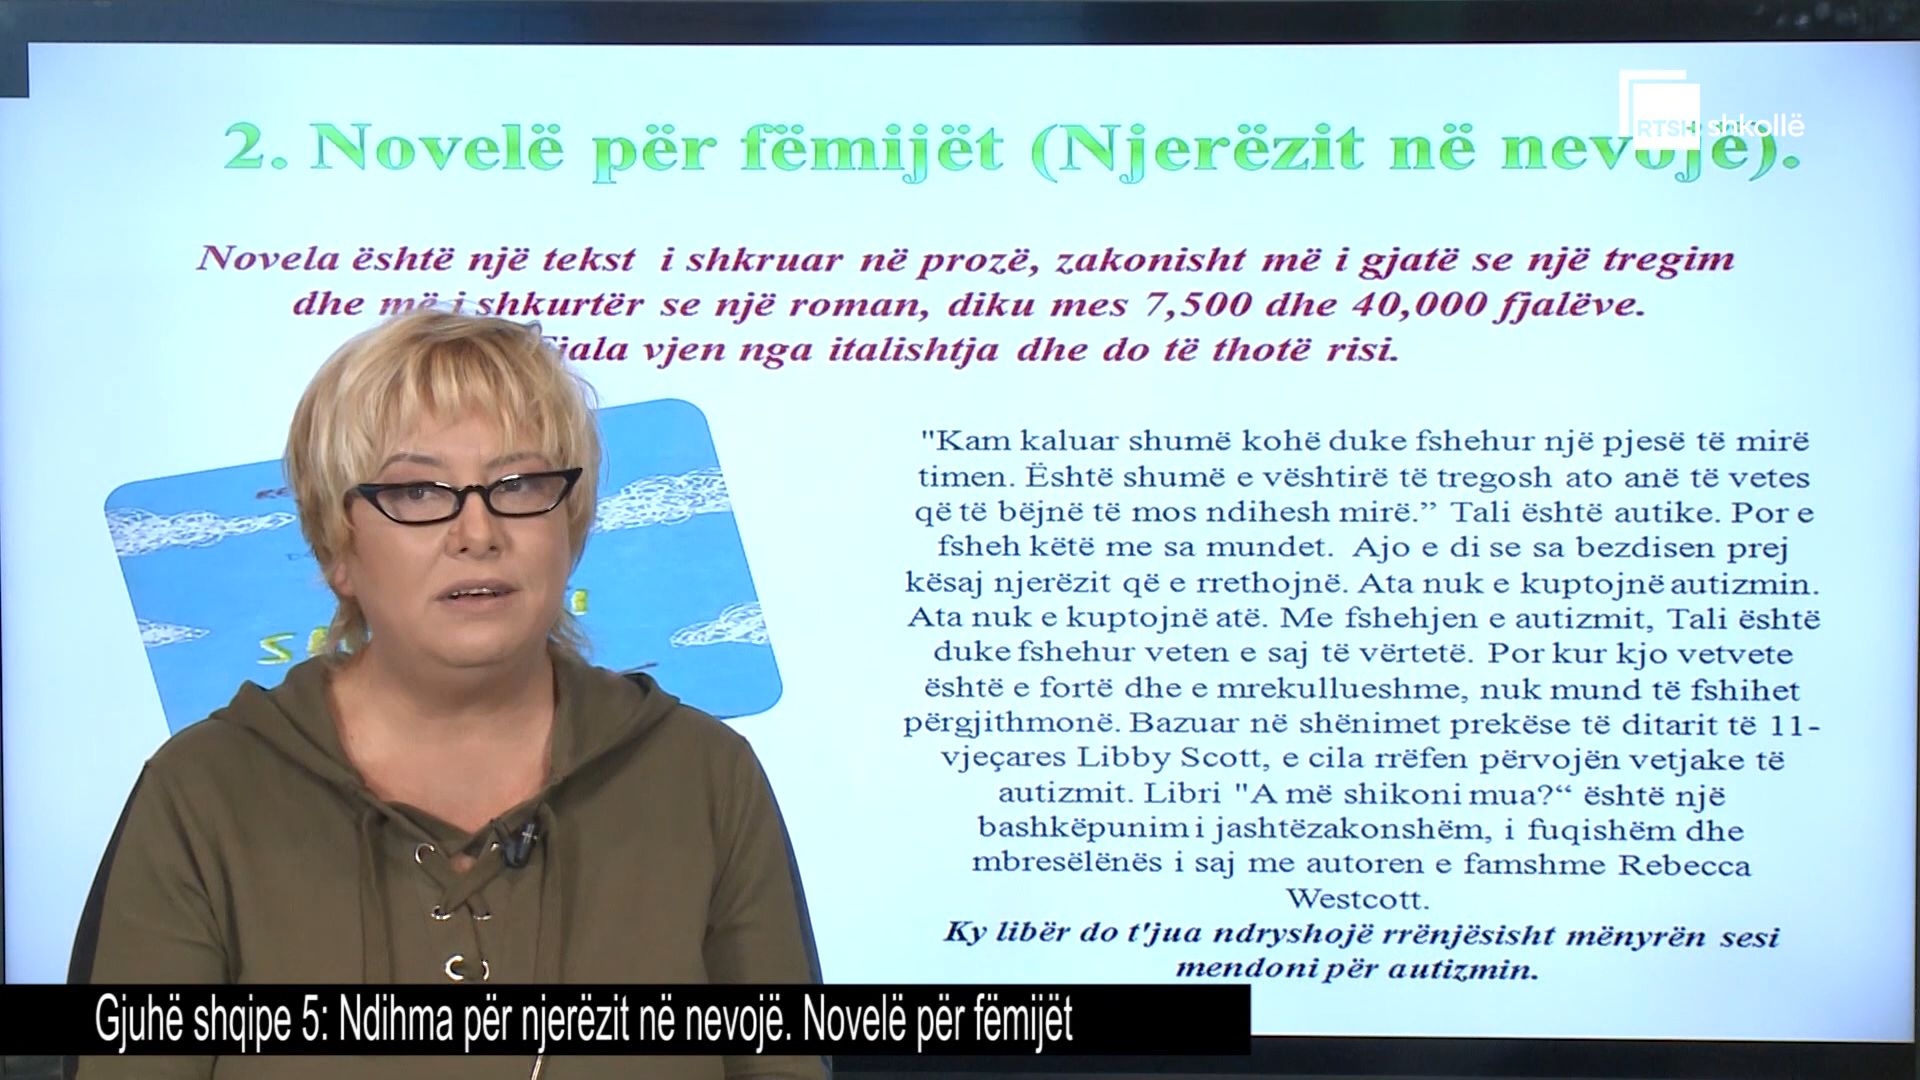 RTSH shkollë
2. Novelë për fëmijët (Njerëzit në nevojë).
Novela është një tekst i shkruar në prozë, zakonisht më i gjatë se një tregim
dhe më i shkurtër se një roman, diku mes 7,500 dhe 40,000 fjalëve.
Fjala vjen nga italishtja dhe do të thotë risi.
"Kam kaluar shumë kohë duke fshehur një pjesë të mirë
timen. Është shumë e vështirë të tregosh ato anë të vetes
që të bëjnë të mos ndihesh mirë.” Tali është autike. Por e
fsheh këtë me sa mundet. Ajo e di se sa bezdisen prej
kësaj njerëzit që e rrethojnë. Ata nuk e kuptojnë autizmin.
Ata nuk e kuptojnë atë. Me fshehjen e autizmit, Tali është
duke fshehur veten e saj të vërtetë. Por kur kjo vetvete
është e fortë dhe e mrekullueshme, nuk mund të fshihet
përgjithmonë. Bazuar në shënimet prekëse të ditarit të 11-
vjeçares Libby Scott, e cila rrëfen përvojën vetjake të
autizmit. Libri "A më shikoni mua?“ është një
bashkëpunim i jashtëzakonshëm, i fuqishëm dhe
mbresëlënës i saj me autoren e famshme Rebecca
Westcott.
Ky libër do t'jua ndryshojë rrënjësisht mënyrën sesi
mendoni për autizmin.
Gjuhë shqipe 5: Ndihma për njerëzit në nevojë. Novelë për fëmijët